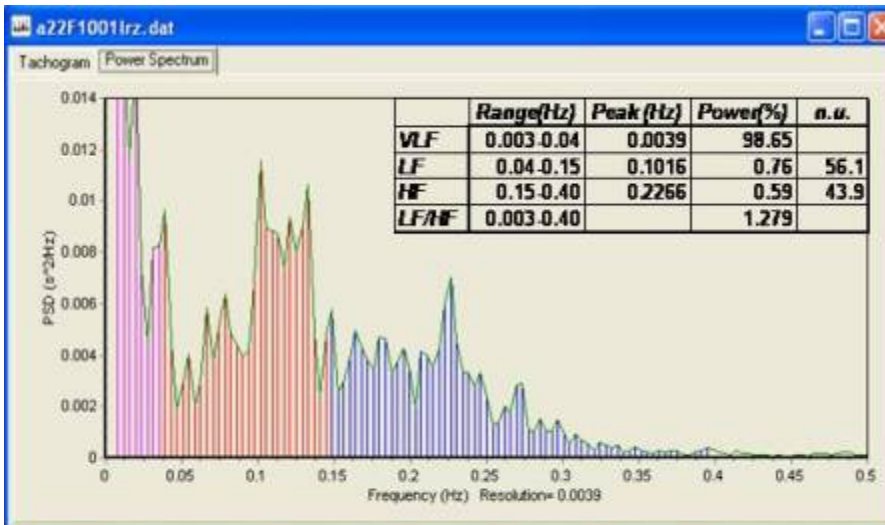 a22F1001lrz.dat
Tachogram Power Spectrum
Range(Hz) Peak (Hz) Power(%) n.u.
VLF 0.003-0.04 0.0039 98.65
LF 0.04-0.15 0.1016 0.76 56.1
HF 0.15-0.40 0.2266 0.59 43.9
LF/HF 0.003-0.40 1.279
PSD (s^2/Hz)
0.014
0.012
0.01
0.008
0.006
0.004
0.002
0
0 0.05 0.1 0.15 0.2 0.25 0.3 0.35 0.4 0.45 0.5
Frequency (Hz) Resolution= 0.0039